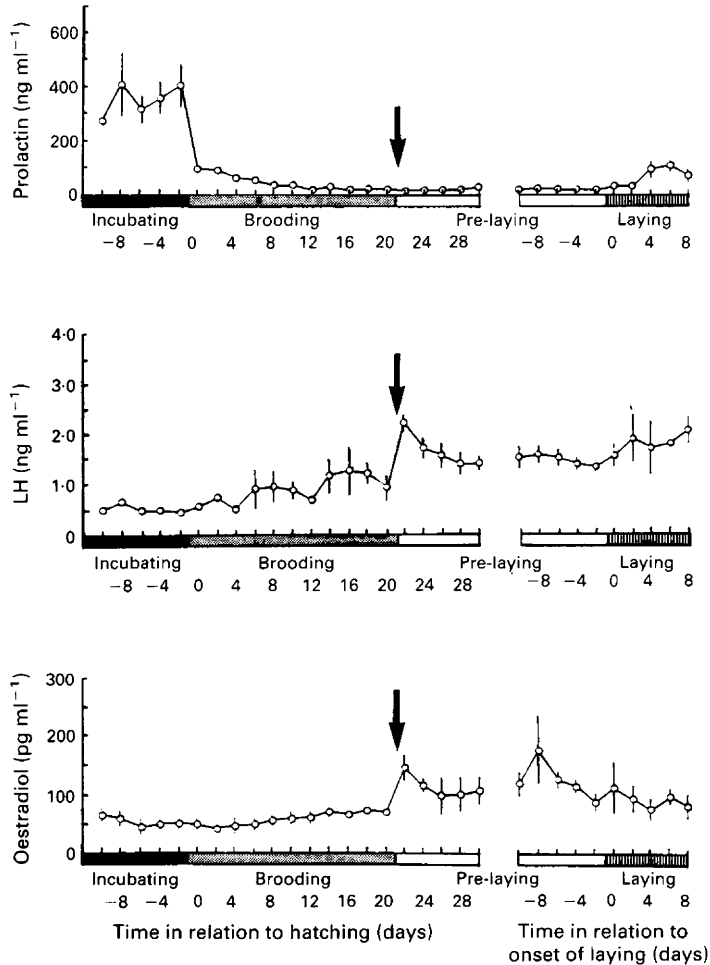 Prolactin (ng ml⁻¹)
600
400
200
0
Incubating Brooding Pre-laying Laying
−8 −4 0 4 8 12 16 20 24 28 −8 −4 0 4 8
LH (ng ml⁻¹)
4·0
3·0
2·0
1·0
0
Incubating Brooding Pre-laying Laying
−8 −4 0 4 8 12 16 20 24 28 −8 −4 0 4 8
Oestradiol (pg ml⁻¹)
300
200
100
0
Incubating Brooding Pre-laying Laying
−8 −4 0 4 8 12 16 20 24 28 −8 −4 0 4 8
Time in relation to hatching (days)
Time in relation to
onset of laying (days)